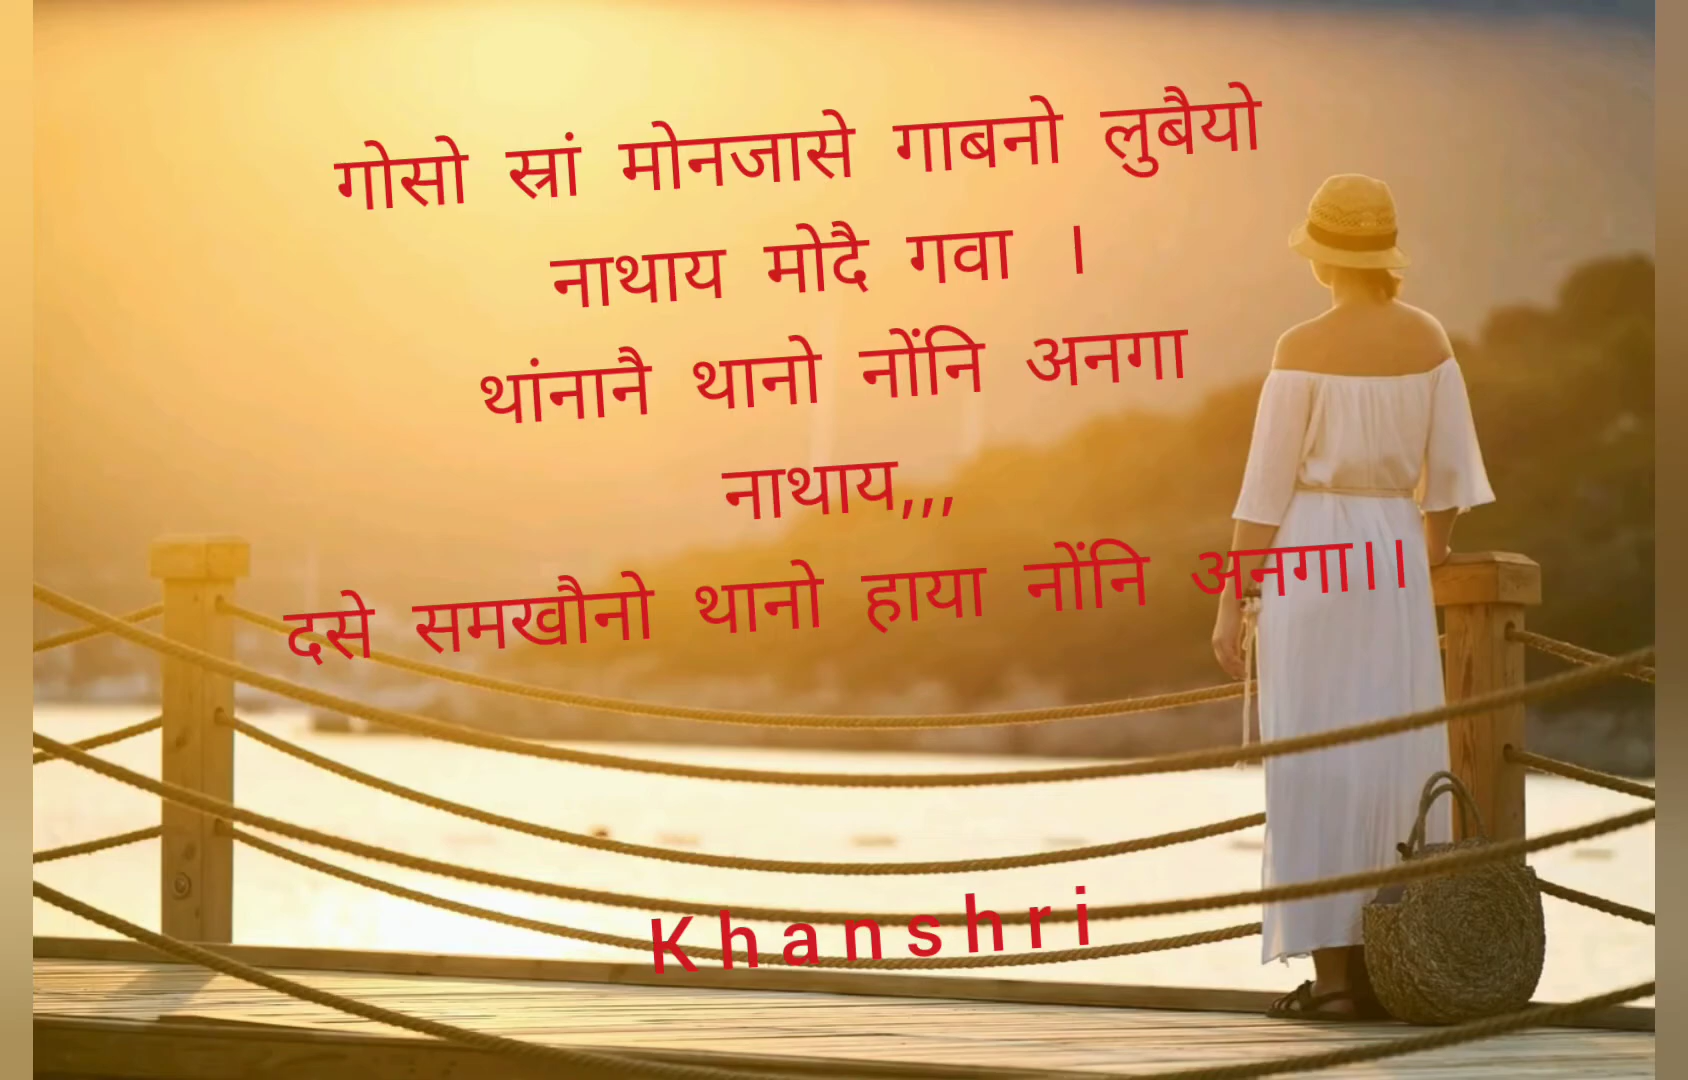 गोसो स्रां मोनजासे गाबनो लुबैयो
नाथाय मोदै गवा ।
थांनानै थानो नोंनि अनगा
नाथाय,,,
दसे समखौनो थानो हाया नोंनि अनगा।।
Khanshri